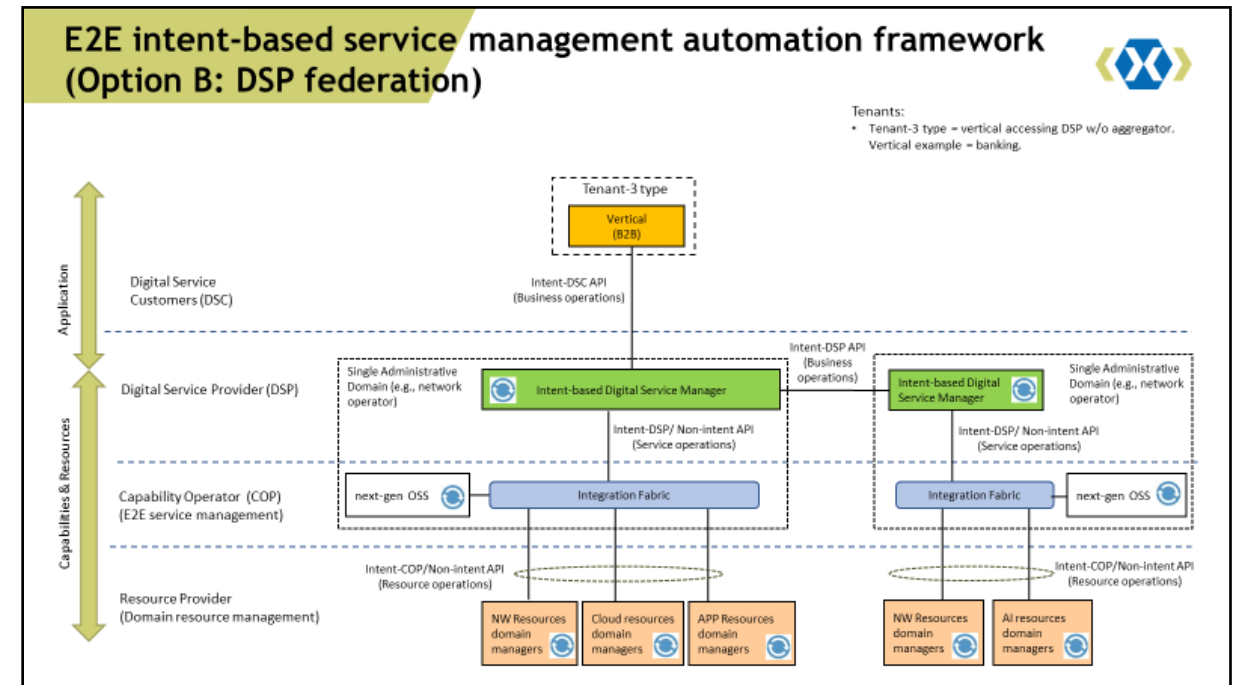 E2E intent-based service management automation framework
(Option B: DSP federation)
Tenants:
• Tenant-3 type = vertical accessing DSP w/o aggregator.
Vertical example = banking.
Tenant-3 type
Vertical
(B2B)
Application
Digital Service
Customers (DSC)
Intent-DSC API
(Business operations)
Capabilities & Resources
Digital Service Provider (DSP)
Single Administrative
Domain (e.g., network
operator)
Intent-based Digital Service Manager
Intent-DSP API
(Business
operations)
Intent-based Digital
Service Manager
Single Administrative
Domain (e.g., network
operator)
Intent-DSP/ Non-intent API
(Service operations)
Intent-DSP/ Non-intent API
(Service operations)
Capability Operator (COP)
(E2E service management)
next-gen OSS
Integration Fabric
Integration Fabric
next-gen OSS
Intent-COP/Non-intent API
(Resource operations)
Intent-COP/Non-intent API
(Resource operations)
Resource Provider
(Domain resource management)
NW Resources
domain
managers
Cloud resources
domain
managers
APP Resources
domain
managers
NW Resources
domain
managers
AI resources
domain
managers